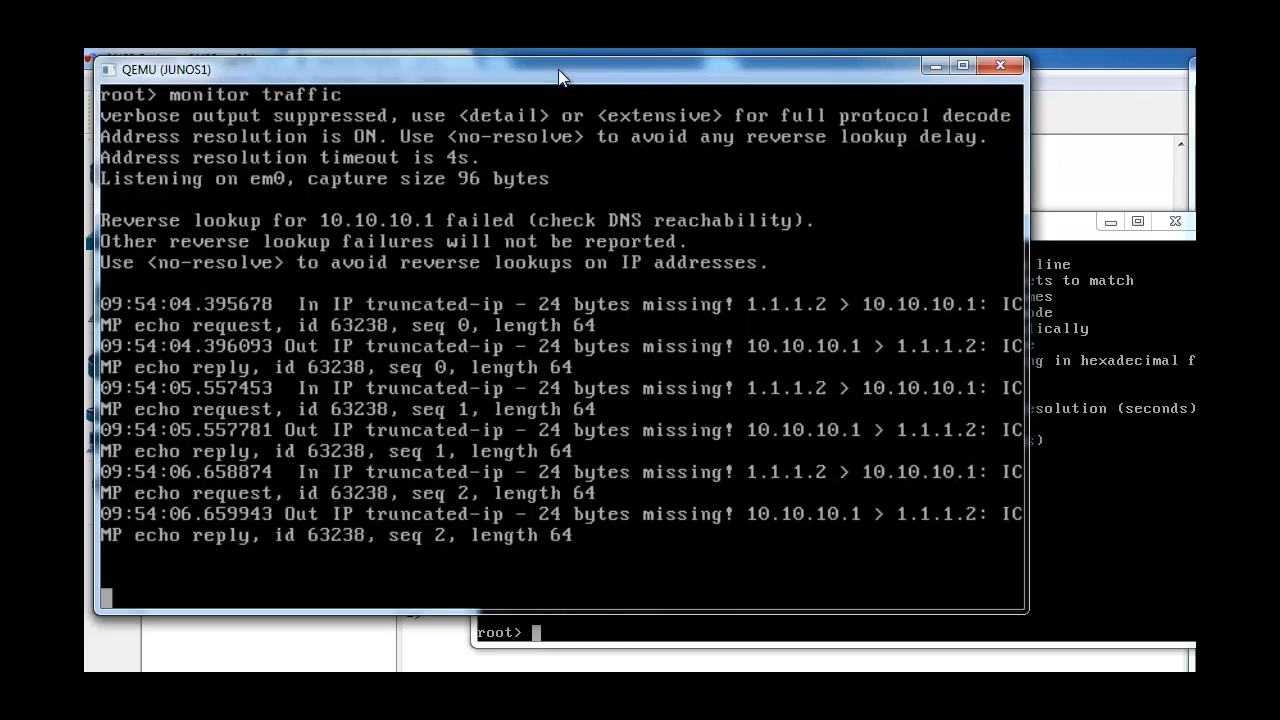 QEMU (JUNOS1)
root> monitor traffic
verbose output suppressed, use <detail> or <extensive> for full protocol decode
Address resolution is ON. Use <no-resolve> to avoid any reverse lookup delay.
Address resolution timeout is 4s.
Listening on em0, capture size 96 bytes
Reverse lookup for 10.10.10.1 failed (check DNS reachability).
Other reverse lookup failures will not be reported.
Use <no-resolve> to avoid reverse lookups on IP addresses.
09:54:04.395678  In IP truncated-ip - 24 bytes missing! 1.1.1.2 > 10.10.10.1: IC
MP echo request, id 63238, seq 0, length 64
09:54:04.396093 Out IP truncated-ip - 24 bytes missing! 10.10.10.1 > 1.1.1.2: IC
MP echo reply, id 63238, seq 0, length 64
09:54:05.557453  In IP truncated-ip - 24 bytes missing! 1.1.1.2 > 10.10.10.1: IC
MP echo request, id 63238, seq 1, length 64
09:54:05.557781 Out IP truncated-ip - 24 bytes missing! 10.10.10.1 > 1.1.1.2: IC
MP echo reply, id 63238, seq 1, length 64
09:54:06.658874  In IP truncated-ip - 24 bytes missing! 1.1.1.2 > 10.10.10.1: IC
MP echo request, id 63238, seq 2, length 64
09:54:06.659943 Out IP truncated-ip - 24 bytes missing! 10.10.10.1 > 1.1.1.2: IC
MP echo reply, id 63238, seq 2, length 64
line
ets to match
mes
ode
ically
g in hexadecimal f
esolution (seconds)
s)
root>